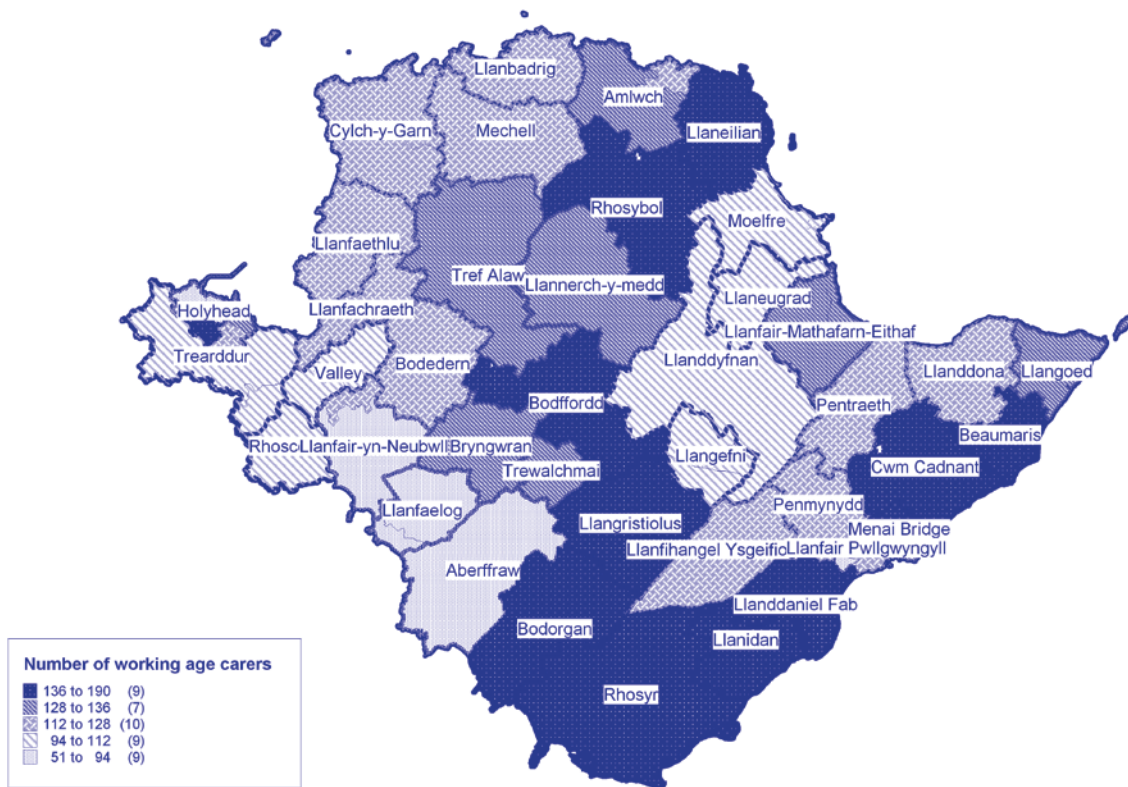 Llanbadrig
Amlwch
Cylch-y-Garn
Mechell
Llaneilian
Rhosybol
Moelfre
Llanfaethlu
Tref Alaw
Llannerch-y-medd
Llaneugrad
Holyhead
Llanfachraeth
Llanfair-Mathafarn-Eithaf
Trearddur
Valley
Bodedern
Llanddyfnan
Llanddona
Llangoed
Bodffordd
Pentraeth
Beaumaris
Rhosc
Llanfair-yn-Neubwll
Bryngwran
Llangefni
Cwm Cadnant
Trewalchmai
Llanfaelog
Penmynydd
Llangristiolus
Menai Bridge
Llanfihangel Ysgeifio
Llanfair Pwllgwyngyll
Aberffraw
Llanddaniel Fab
Bodorgan
Llanidan
Rhosyr
Number of working age carers
136 to 190 (9)
128 to 136 (7)
112 to 128 (10)
94 to 112 (9)
51 to 94 (9)